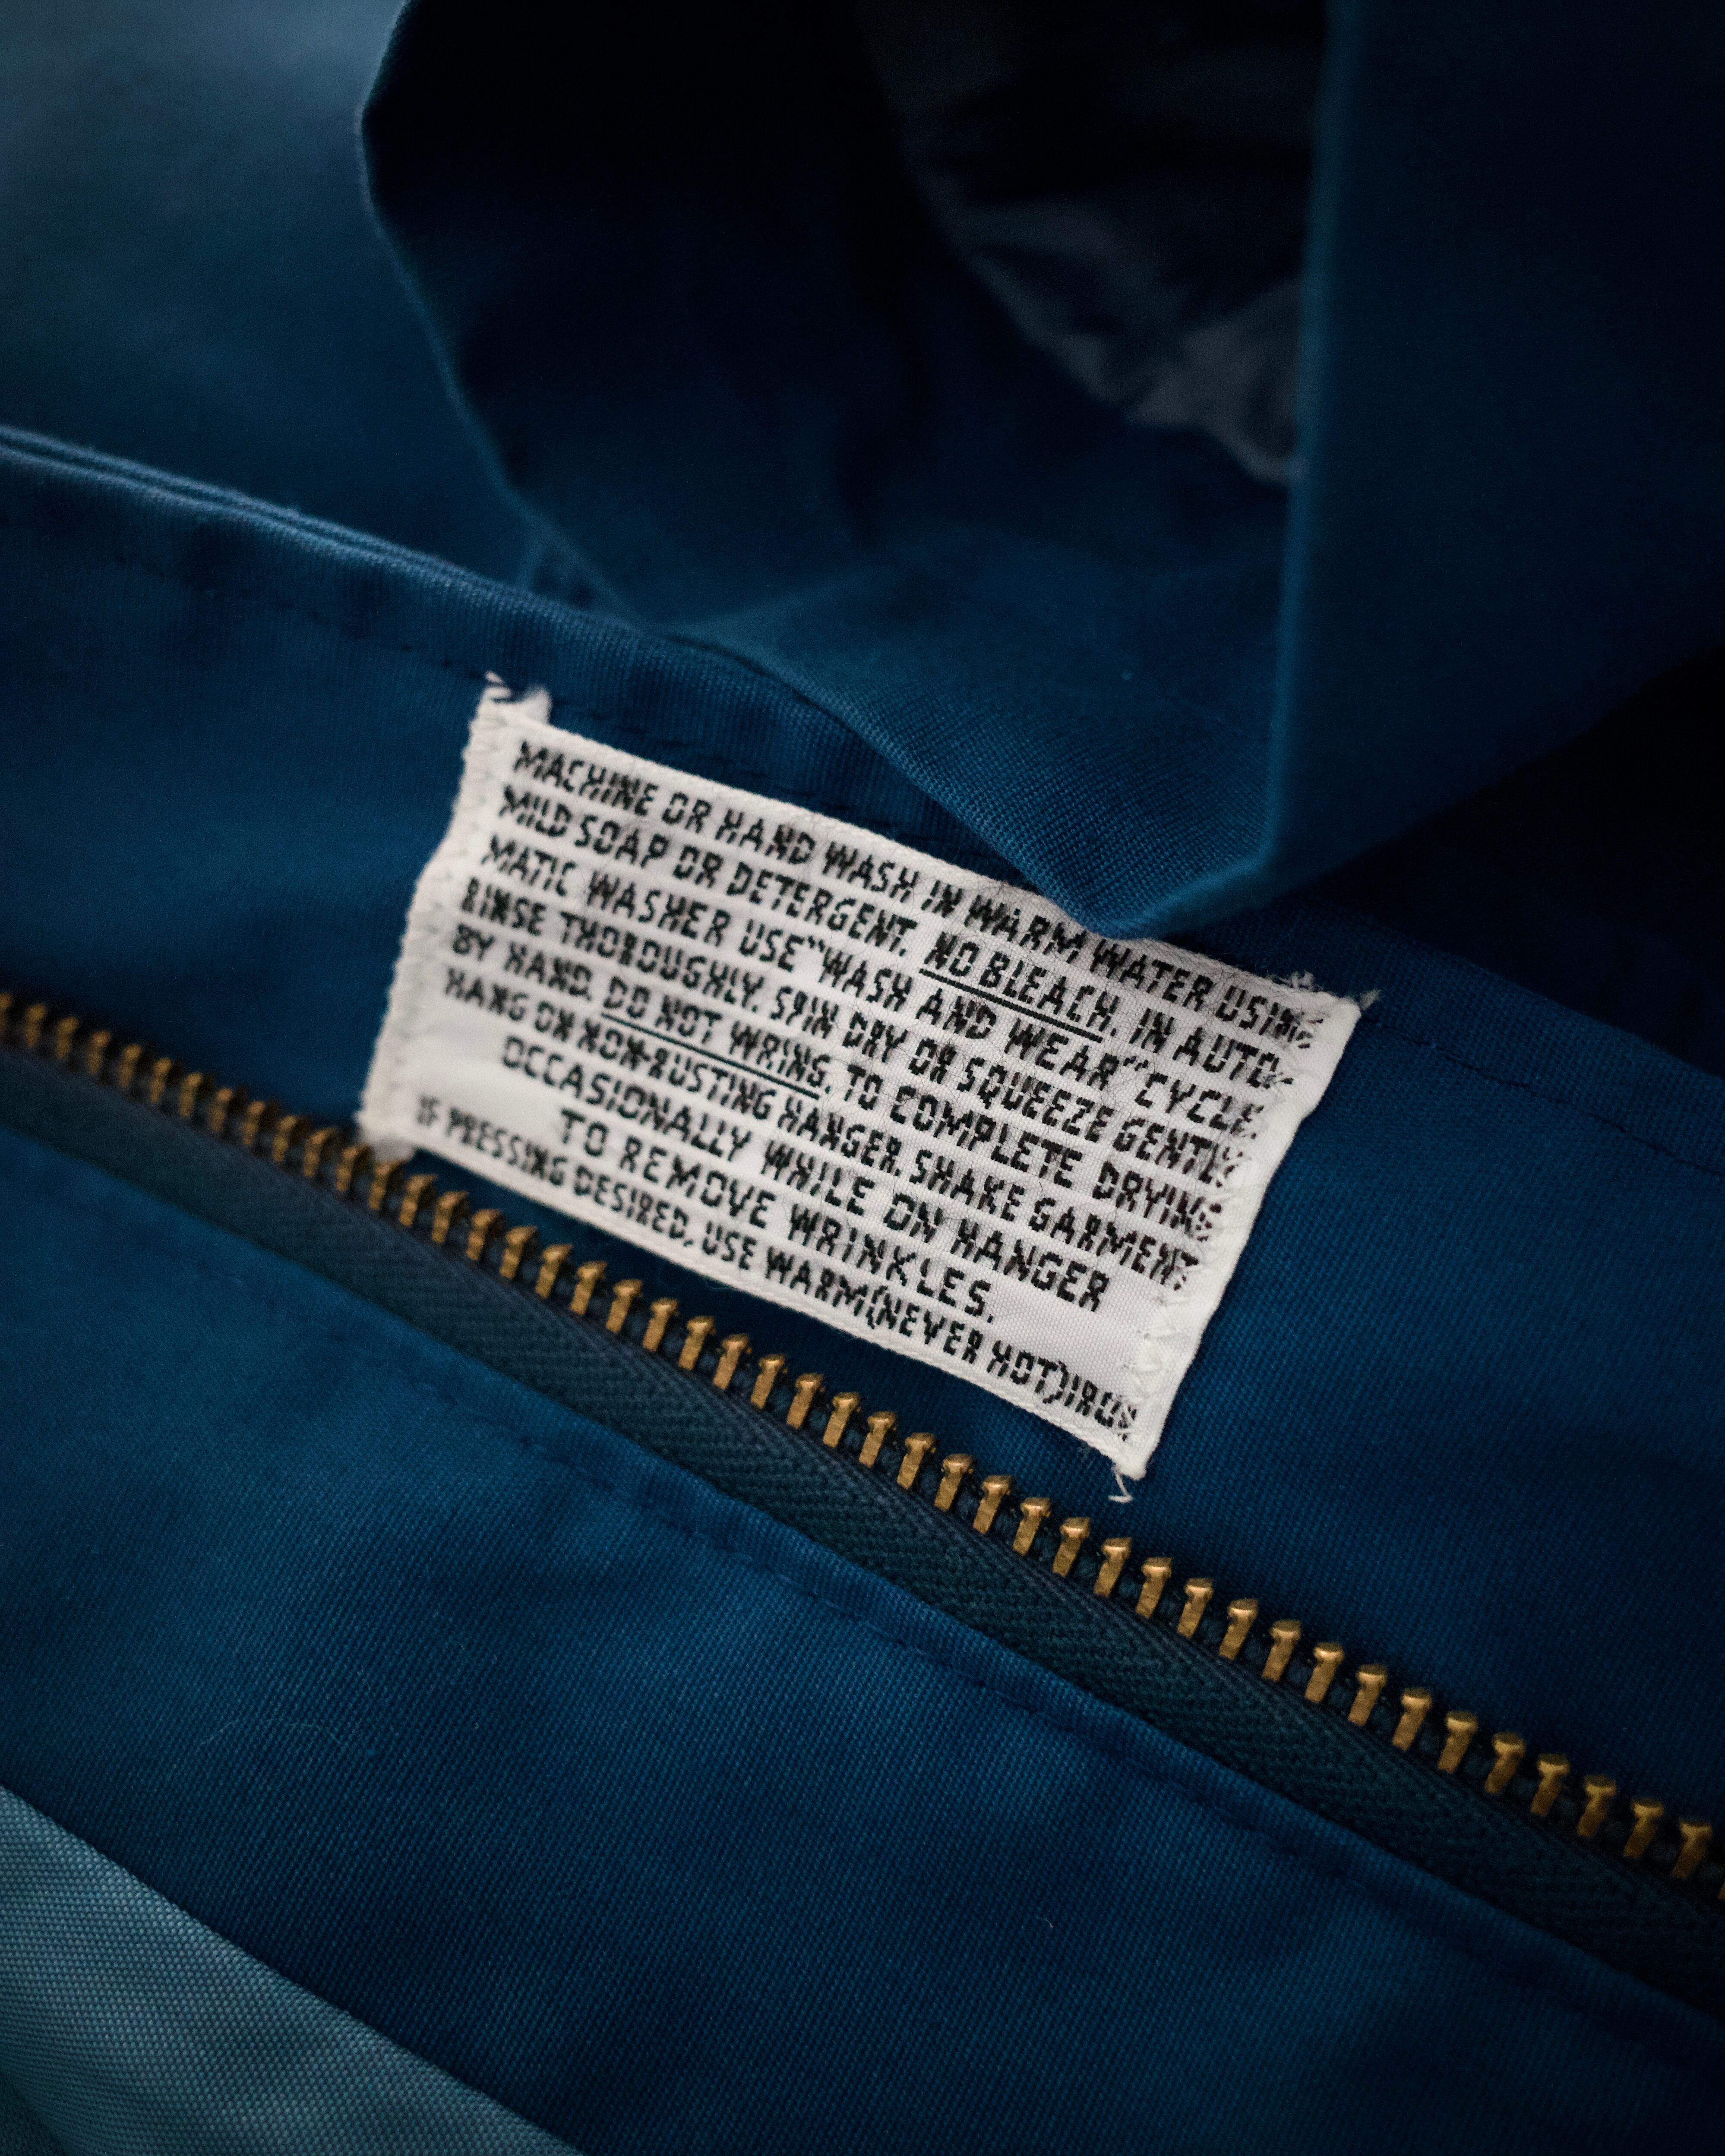 MACHINE OR HAND WASH IN WARM WATER USING
MILD SOAP OR DETERGENT. NO BLEACH. IN AUTO-
MATIC WASHER USE "WASH AND WEAR" CYCLE.
RINSE THOROUGHLY. SPIN DRY OR SQUEEZE GENTLY
BY HAND. DO NOT WRING. TO COMPLETE DRYING
HANG ON NON-RUSTING HANGER. SHAKE GARMENT
OCCASIONALLY WHILE ON HANGER
TO REMOVE WRINKLES.
IF PRESSING DESIRED, USE WARM(NEVER HOT)IRON